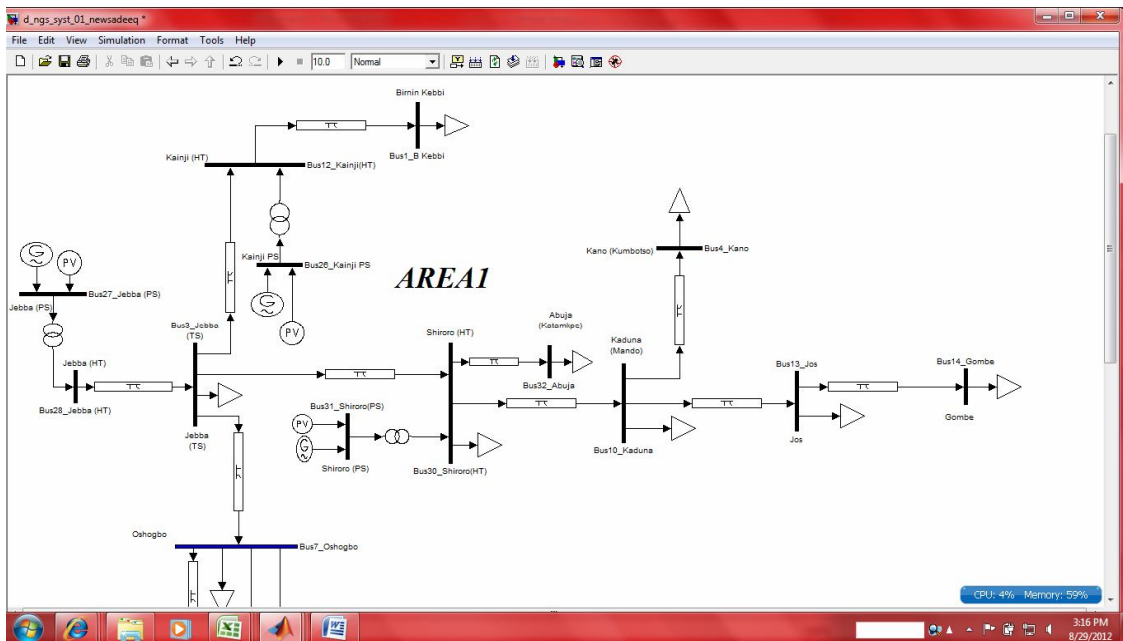 d_ngs_syst_01_newsadeeq *
File Edit View Simulation Format Tools Help
10.0 Normal
Birnin Kebbi
Bus1_B Kebbi
Kainji (HT)
Bus12_Kainji(HT)
Kainji PS
Bus26_Kainji PS
G
PV
AREA1
Kano (Kumbotso)
Bus4_Kano
G
PV
Bus27_Jebba (PS)
Jebba (PS)
Jebba (HT)
Bus28_Jebba (HT)
Bus3_Jebba
(TS)
Jebba
(TS)
Shiroro (HT)
Abuja
(Katamkpe)
Bus32_Abuja
Kaduna
(Mando)
Bus10_Kaduna
Bus13_Jos
Jos
Bus14_Gombe
Gombe
Bus31_Shiroro(PS)
PV
G
Shiroro (PS)
Bus30_Shiroro(HT)
Oshogbo
Bus7_Oshogbo
CPU: 4% Memory: 59%
3:16 PM
8/29/2012